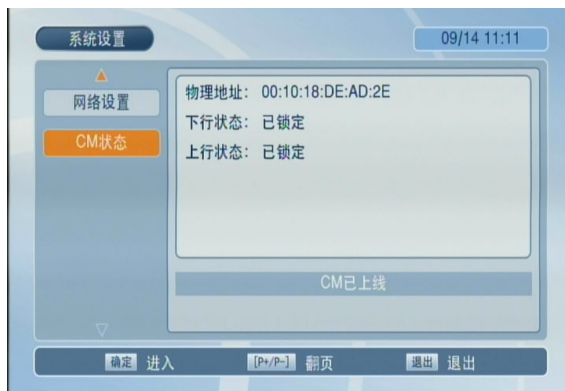 系统设置
09/14 11:11
网络设置
CM状态
物理地址： 00:10:18:DE:AD:2E
下行状态： 已锁定
上行状态： 已锁定
CM已上线
确定 进入 [P+/P-] 翻页 退出 退出